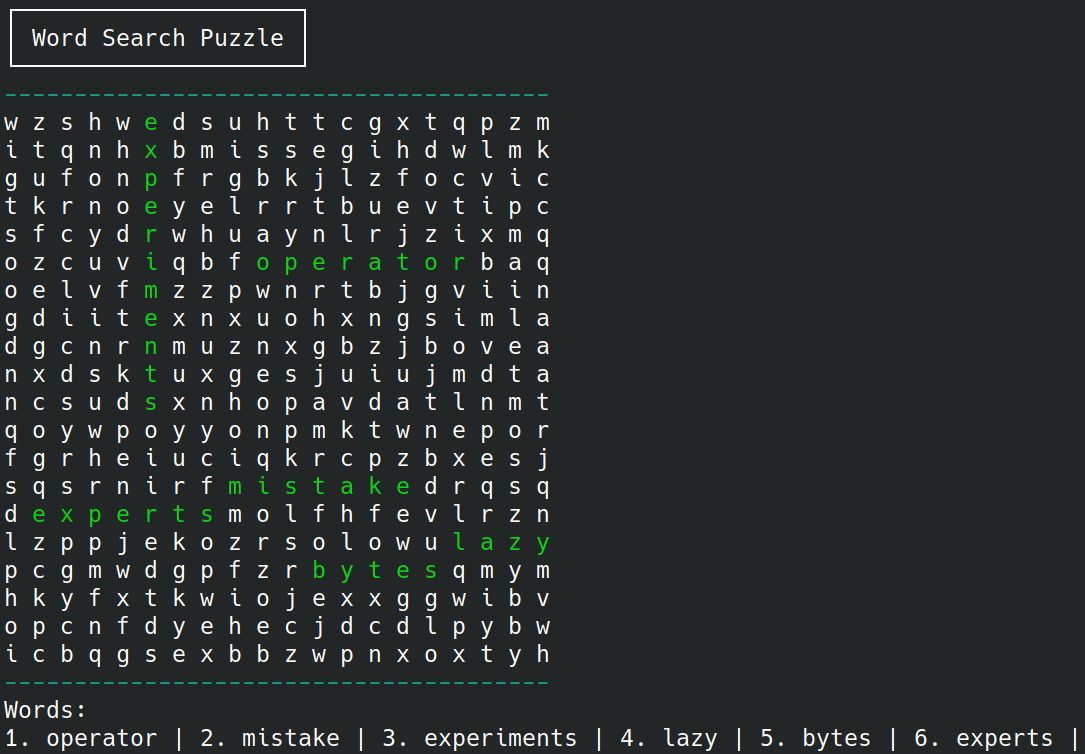 Word Search Puzzle
---------------------------------------
w z s h w e d s u h t t c g x t q p z m
i t q n h x b m i s s e g i h d w l m k
g u f o n p f r g b k j l z f o c v i c
t k r n o e y e l r r t b u e v t i p c
s f c y d r w h u a y n l r j z i x m q
o z c u v i q b f o p e r a t o r b a q
o e l v f m z z p w n r t b j g v i i n
g d i i t e x n x u o h x n g s i m l a
d g c n r n m u z n x g b z j b o v e a
n x d s k t u x g e s j u i u j m d t a
n c s u d s x n h o p a v d a t l n m t
q o y w p o y y o n p m k t w n e p o r
f g r h e i u c i q k r c p z b x e s j
s q s r n i r f m i s t a k e d r q s q
d e x p e r t s m o l f h f e v l r z n
l z p p j e k o z r s o l o w u l a z y
p c g m w d g p f z r b y t e s q m y m
h k y f x t k w i o j e x x g g w i b v
o p c n f d y e h e c j d c d l p y b w
i c b q g s e x b b z w p n x o x t y h
---------------------------------------
Words:
1. operator | 2. mistake | 3. experiments | 4. lazy | 5. bytes | 6. experts |